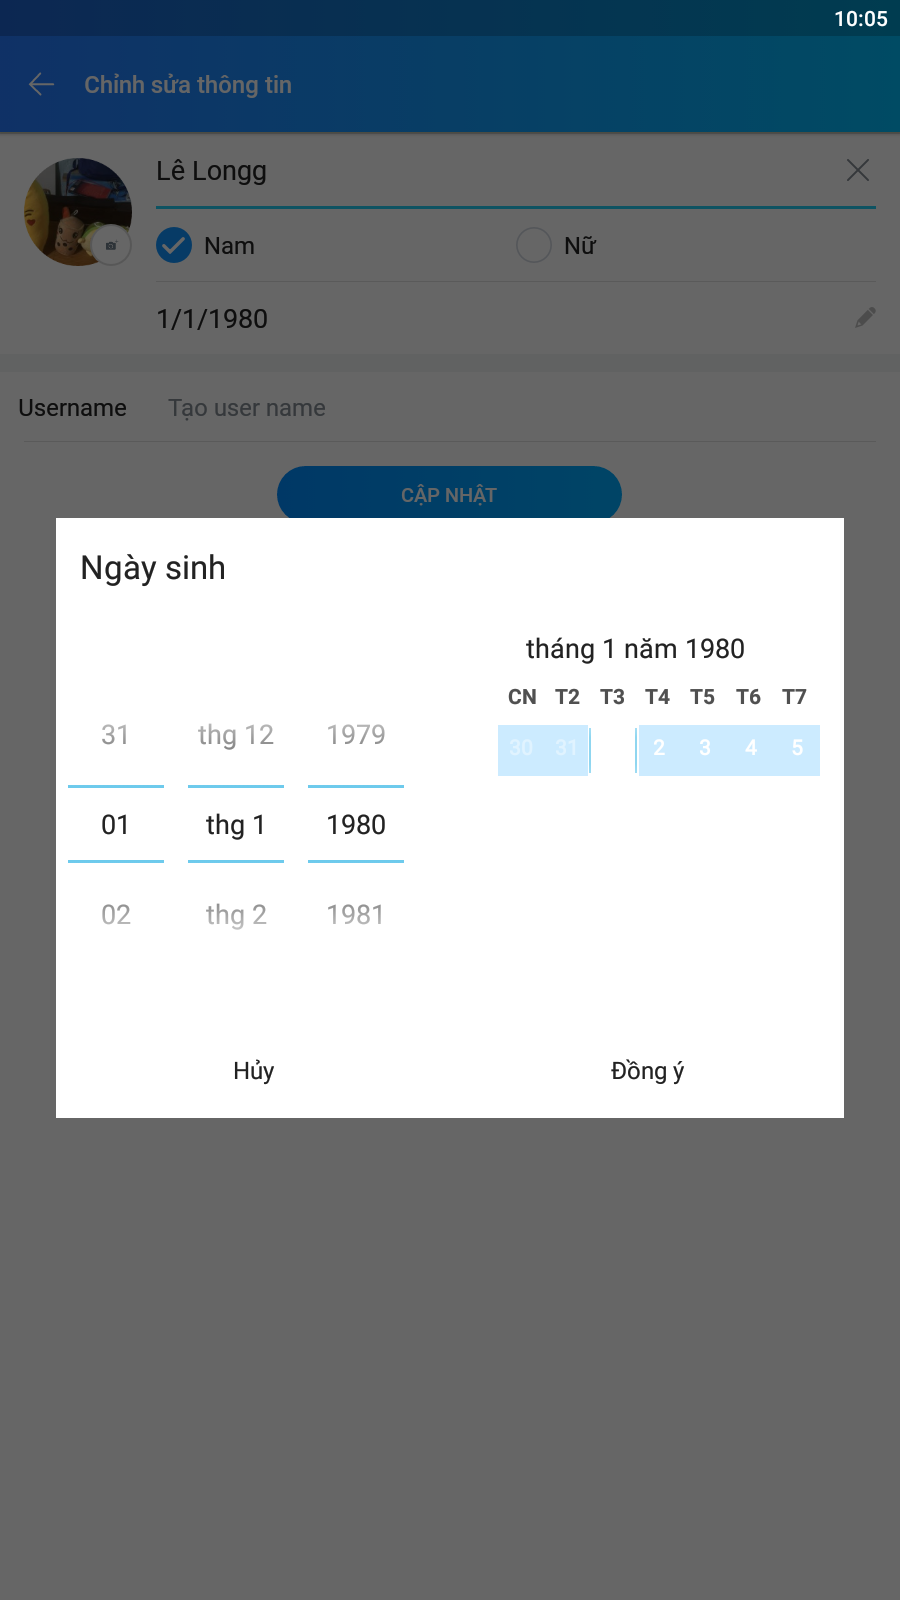 10:05
Chỉnh sửa thông tin
Lê Longg
Nam Nữ
1/1/1980
Username Tạo user name
CẬP NHẬT
Ngày sinh
tháng 1 năm 1980
CN T2 T3 T4 T5 T6 T7
30 31 2 3 4 5
31 thg 12 1979
01 thg 1 1980
02 thg 2 1981
Hủy Đồng ý